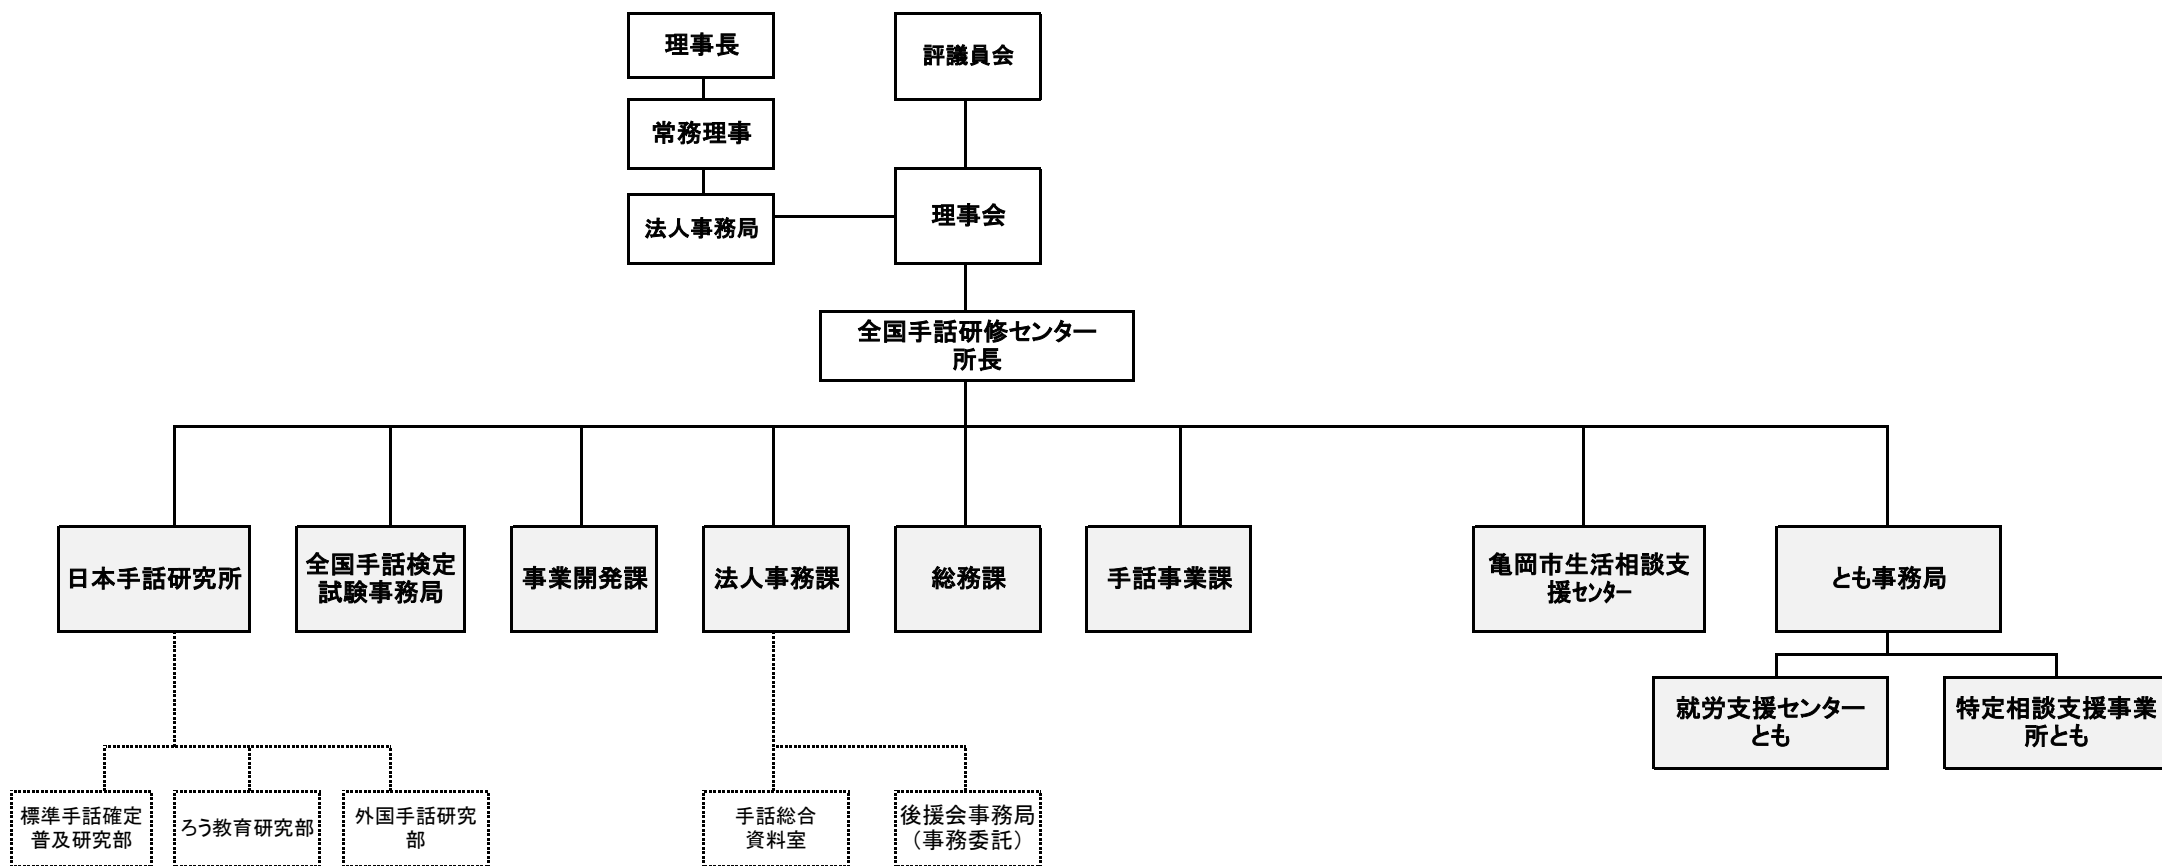 理事長
評議員会
常務理事
法人事務局
理事会
全国手話研修センター
所長
日本手話研究所
全国手話検定
試験事務局
事業開発課
法人事務課
総務課
手話事業課
亀岡市生活相談支
援センター
とも事務局
就労支援センター
とも
特定相談支援事業
所とも
標準手話確定
普及研究部
ろう教育研究部
外国手話研究
部
手話総合
資料室
後援会事務局
（事務委託）